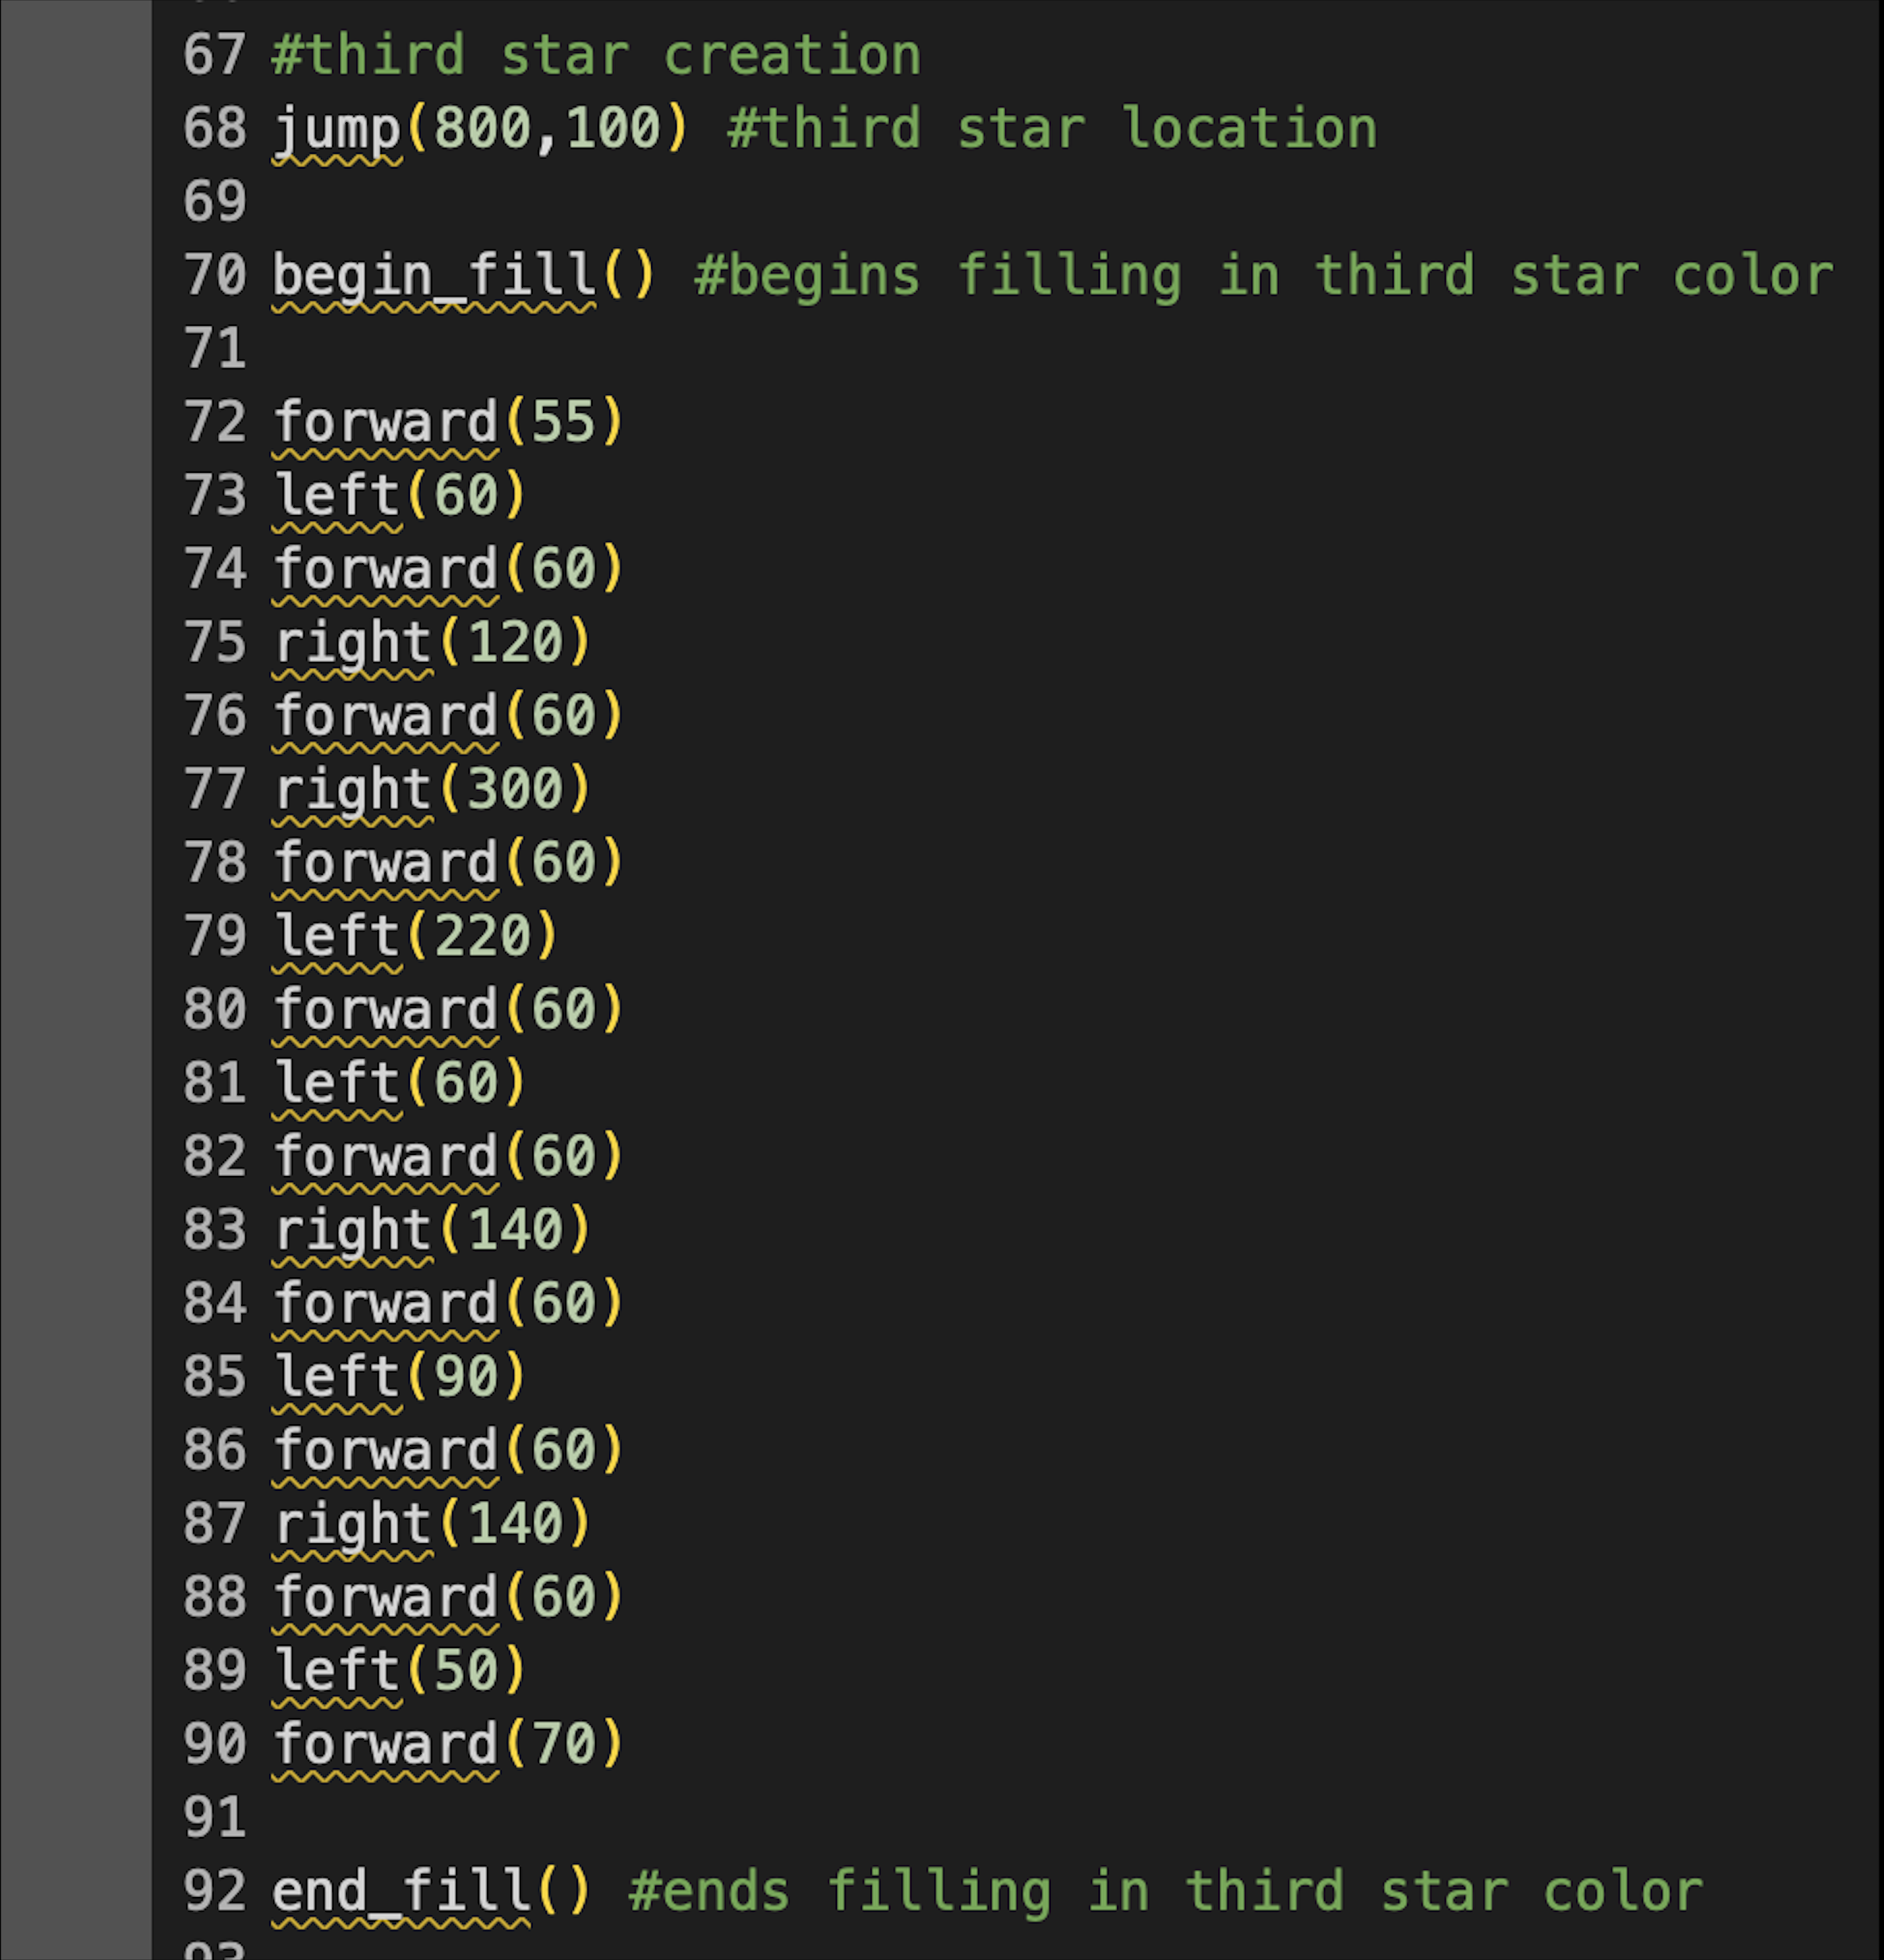 67 #third star creation
68 jump(800,100) #third star location
69
70 begin_fill() #begins filling in third star color
71
72 forward(55)
73 left(60)
74 forward(60)
75 right(120)
76 forward(60)
77 right(300)
78 forward(60)
79 left(220)
80 forward(60)
81 left(60)
82 forward(60)
83 right(140)
84 forward(60)
85 left(90)
86 forward(60)
87 right(140)
88 forward(60)
89 left(50)
90 forward(70)
91
92 end_fill() #ends filling in third star color
93